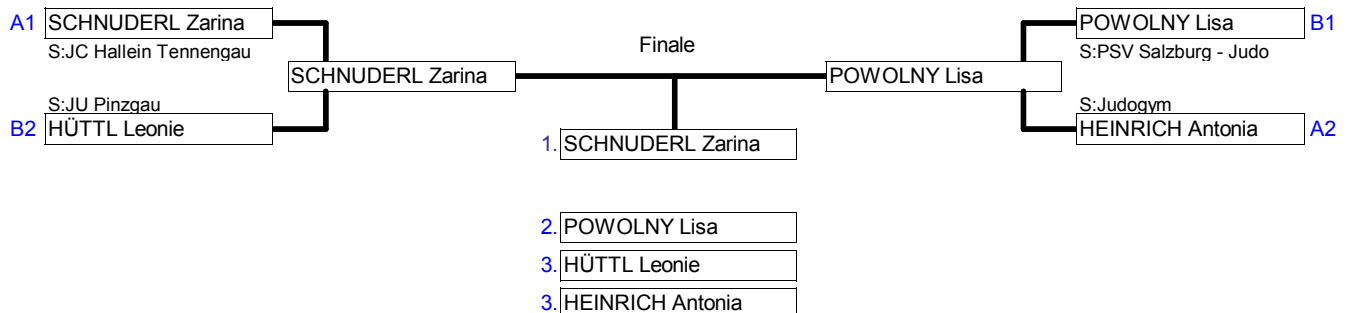 A1 SCHNUDERL Zarina
S:JC Hallein Tennengau
SCHNUDERL Zarina
S:JU Pinzgau
B2 HÜTTL Leonie
Finale
POWOLNY Lisa B1
S:PSV Salzburg - Judo
POWOLNY Lisa
S:Judogym
HEINRICH Antonia A2
1. SCHNUDERL Zarina
2. POWOLNY Lisa
3. HÜTTL Leonie
3. HEINRICH Antonia